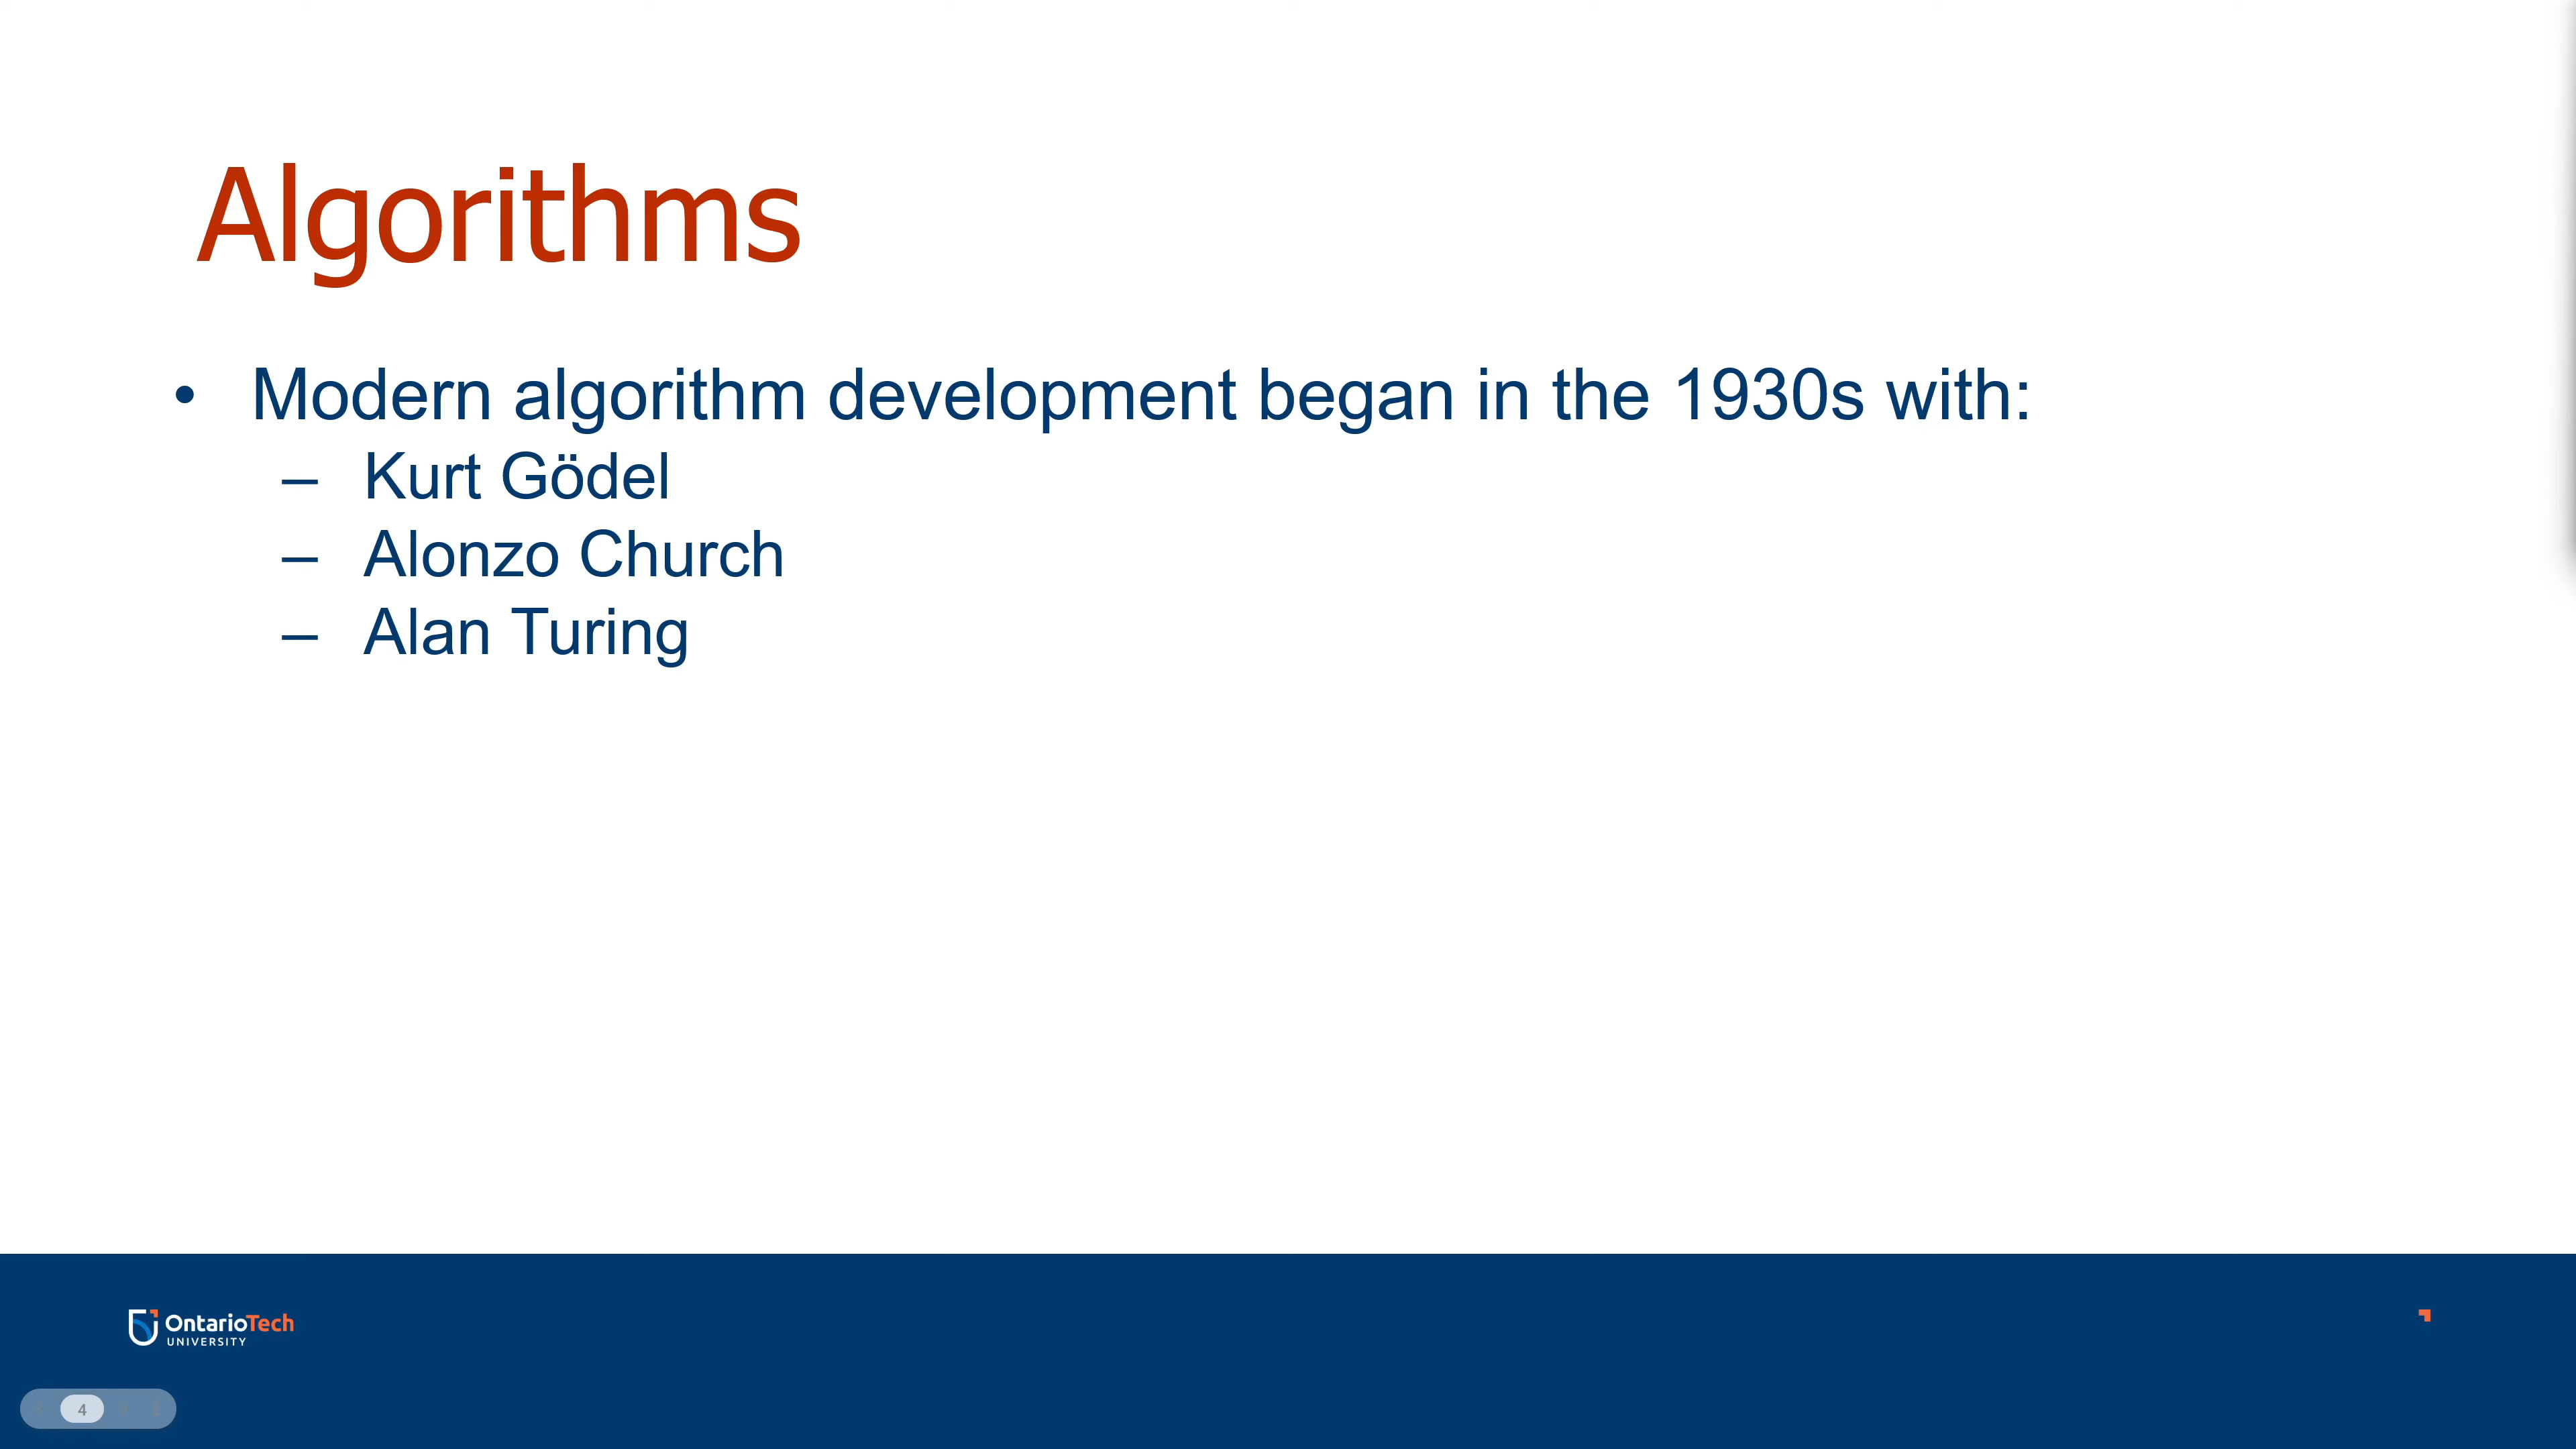 Algorithms
• Modern algorithm development began in the 1930s with:
– Kurt Gödel
– Alonzo Church
– Alan Turing
OntarioTech
UNIVERSITY
4